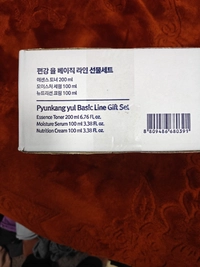 편강 율 베이직 라인 선물세트
에센스 토너 200 ml
모이스처 세럼 100 ml
뉴트리션 크림 100 ml
Pyunkang yul Basic Line Gift Set
Essence Toner 200 ml 6.76 fl. oz.
Moisture Serum 100 ml 3.38 fl. oz.
Nutrition Cream 100 ml 3.38 fl. oz.
8 809486 680391